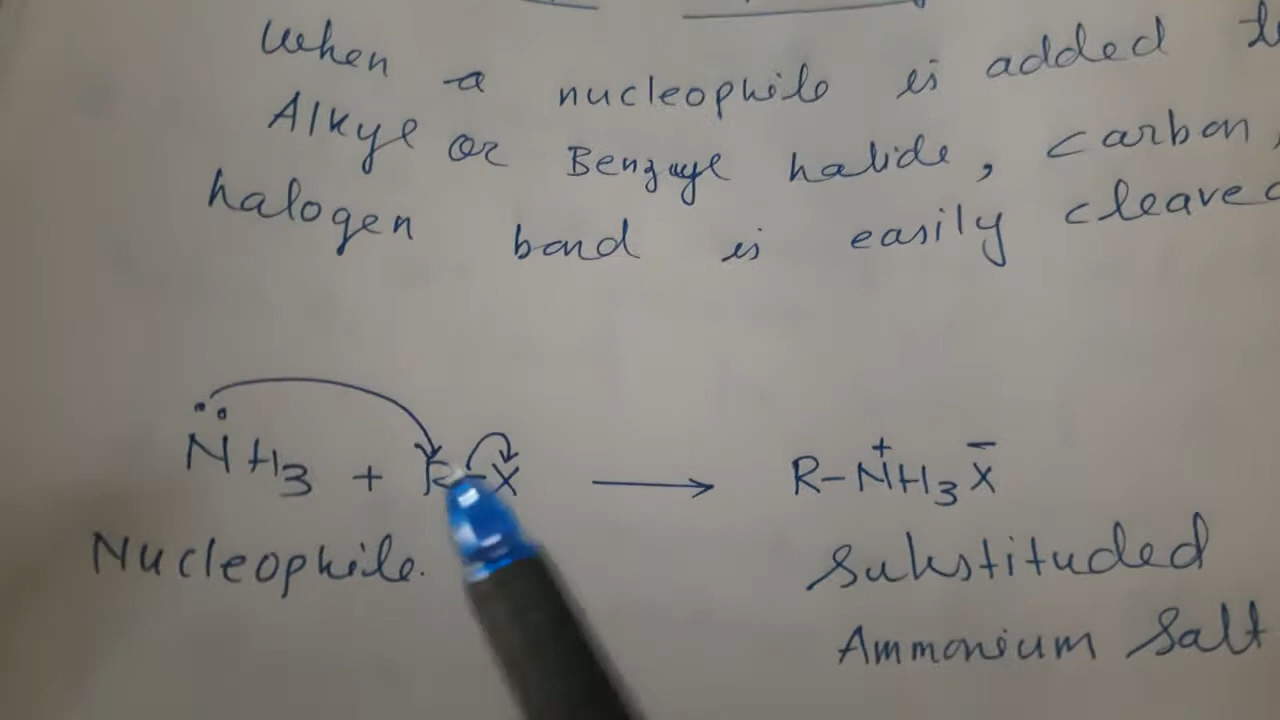 When a nucleophile is added
Alkyl or Benzyl halide, carbon,
halogen bond is easily cleaved
N̈H3 + R-X ⟶ R-N⁺H3 X⁻
Nucleophile.
Substituded
Ammonium Salt